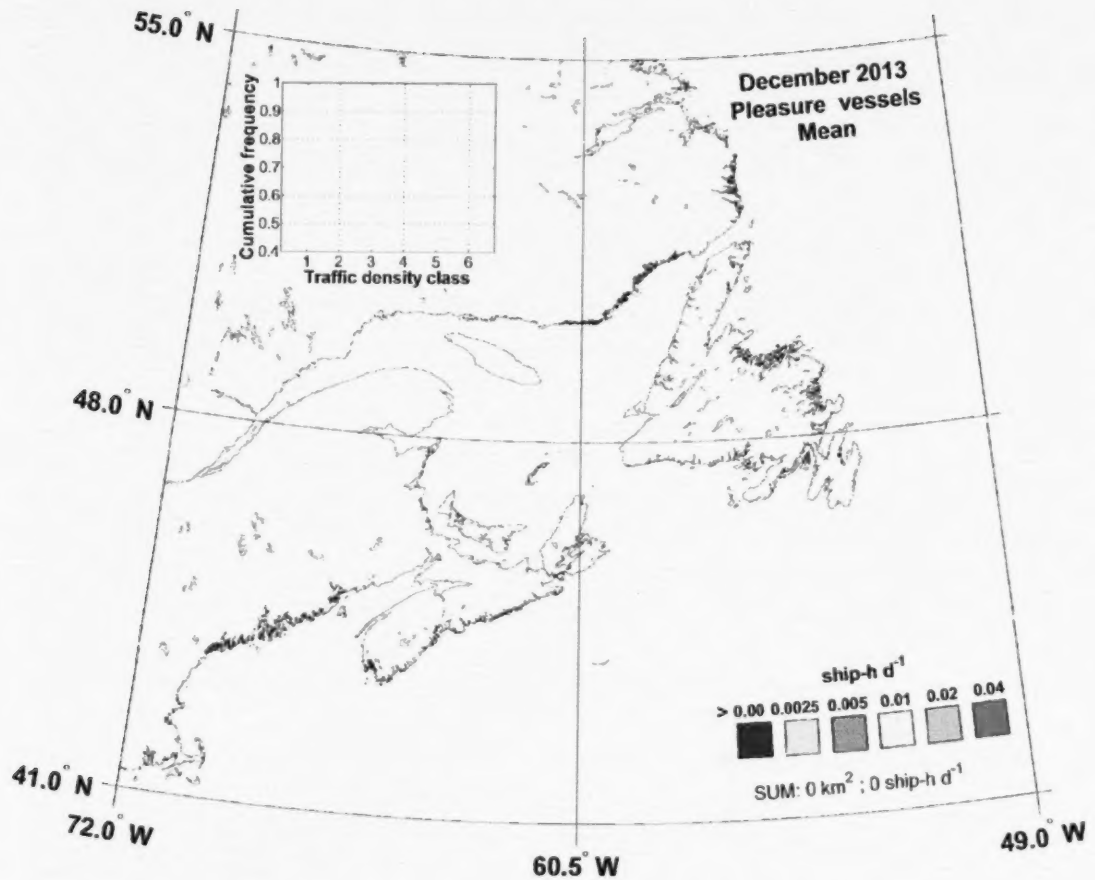 55.0° N
December 2013
Pleasure vessels
Mean
Cumulative frequency
1
0.9
0.8
0.7
0.6
0.5
0.4
1 2 3 4 5 6
Traffic density class
48.0° N
ship-h d⁻¹
> 0.00 0.0025 0.005 0.01 0.02 0.04
SUM: 0 km² ; 0 ship-h d⁻¹
41.0° N
72.0° W
60.5° W
49.0° W